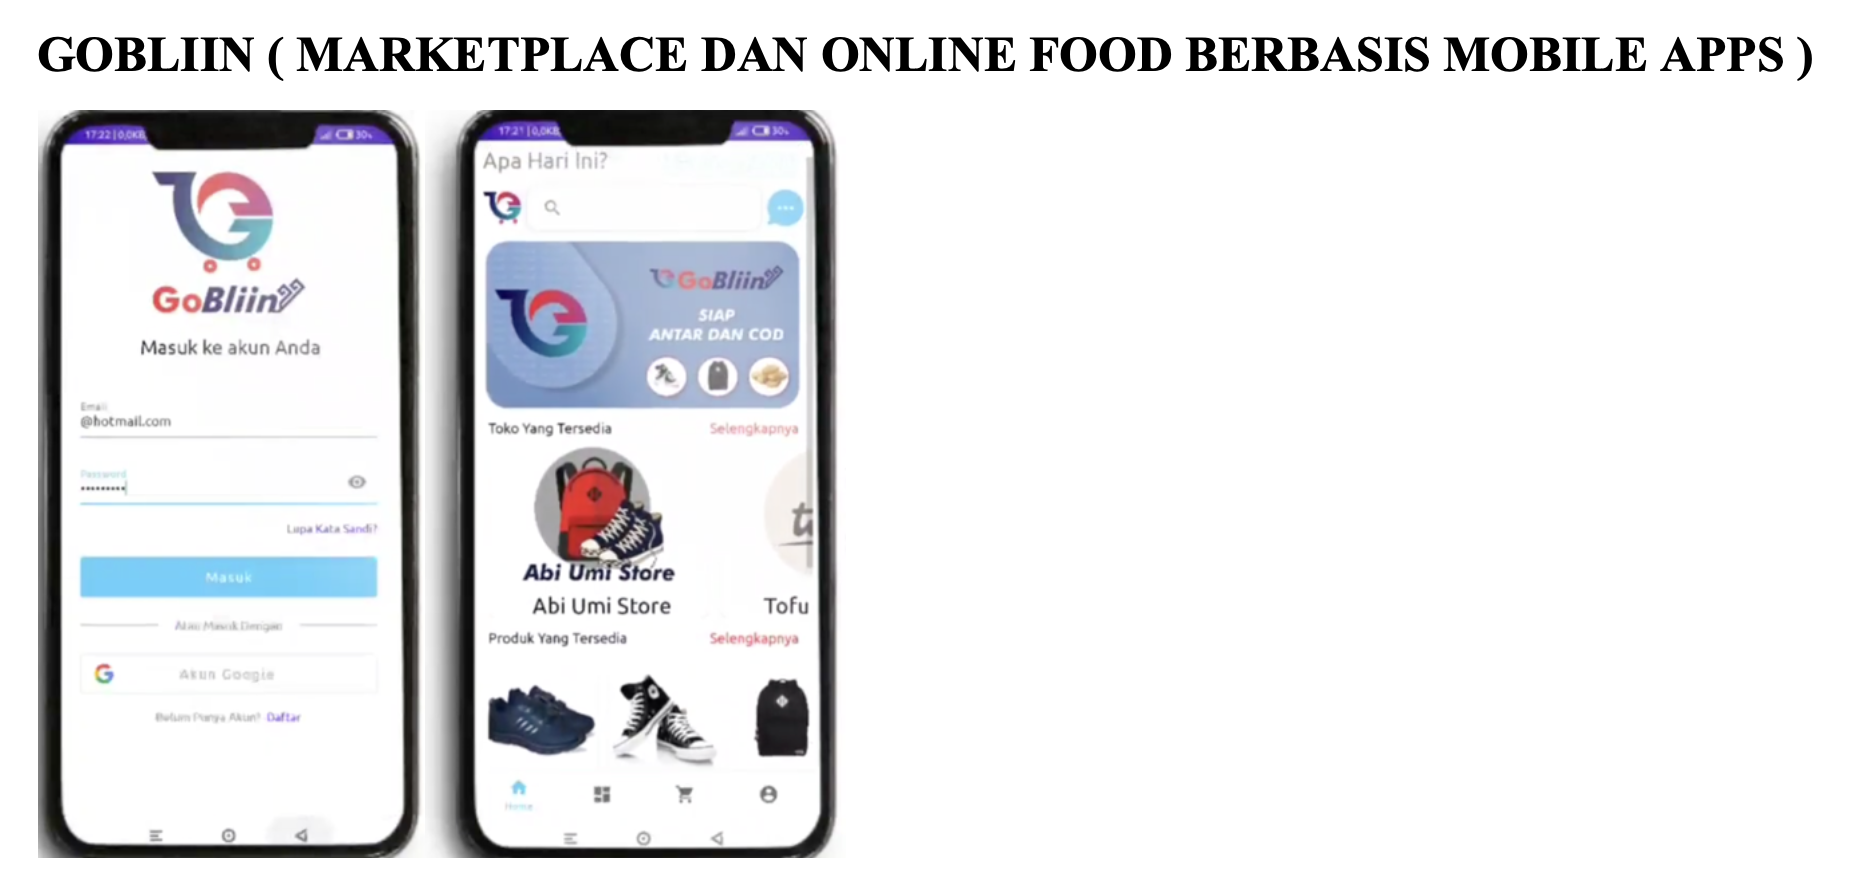 GOBLIIN ( MARKETPLACE DAN ONLINE FOOD BERBASIS MOBILE APPS )
17:22 | 0,0KB
30%
GoBliin
Masuk ke akun Anda
Email
@hotmail.com
Password
•••••••••
Lupa Kata Sandi?
Masuk
Atau Masuk Dengan
Akun Google
Belum Punya Akun? Daftar
17:21 | 0,0KB
30%
Apa Hari Ini?
GoBliin
SIAP
ANTAR DAN COD
Toko Yang Tersedia Selengkapnya
Abi Umi Store
Abi Umi Store
Tofu
Produk Yang Tersedia Selengkapnya
Home